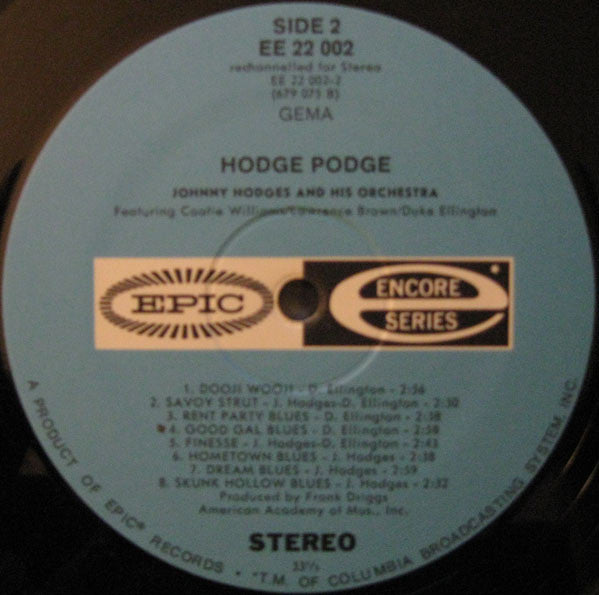 SIDE 2
EE 22 002
rechannelled for Stereo
EE 22 002-2
(679 075 B)
GEMA
HODGE PODGE
JOHNNY HODGES AND HIS ORCHESTRA
Featuring Cootie Williams/Lawrence Brown/Duke Ellington
EPIC
ENCORE
SERIES
1. DOOJI WOOJI - D. Ellington - 2:36
2. SAVOY STRUT - J. Hodges-D. Ellington - 2:50
3. RENT PARTY BLUES - D. Ellington - 2:58
4. GOOD GAL BLUES - D. Ellington - 2:58
5. FINESSE - J. Hodges-D. Ellington - 2:43
6. HOMETOWN BLUES - J. Hodges - 2:58
7. DREAM BLUES - J. Hodges - 2:59
8. SKUNK HOLLOW BLUES - J. Hodges - 2:52
Produced by Frank Driggs
American Academy of Mus., Inc.
STEREO
33⅓
A PRODUCT OF EPIC® RECORDS • "T.M. OF COLUMBIA BROADCASTING SYSTEM, INC.